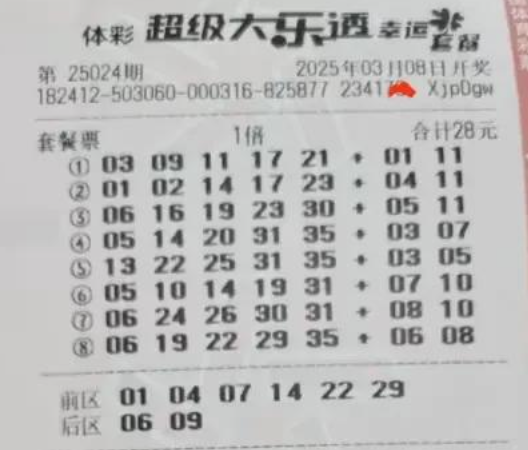 体彩 超级大乐透 幸运 套餐
第 25024期 2025年03月08日开奖
182412-503060-000316-825877 2341 XjpOgw
套餐票 1倍 合计28元
① 03 09 11 17 21 + 01 11
② 01 02 14 17 23 + 04 11
③ 06 16 19 23 30 + 05 11
④ 05 14 20 31 35 + 03 07
⑤ 13 22 25 31 35 + 03 05
⑥ 05 10 14 19 31 + 07 10
⑦ 06 24 26 30 31 + 08 10
⑧ 06 19 22 29 35 + 06 08
前区 01 04 07 14 22 29
后区 06 09